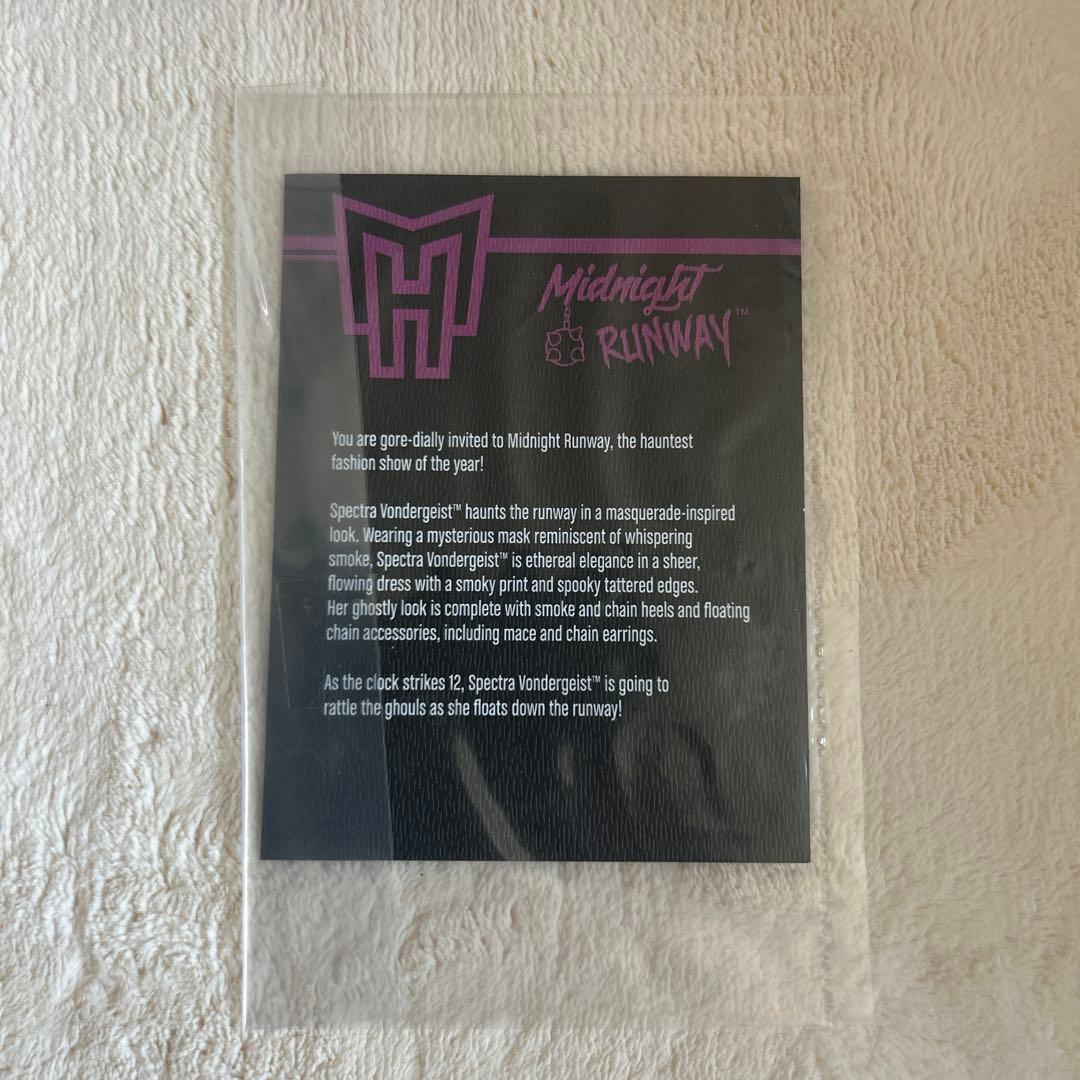 MH
Midnight
RUNWAY™
You are gore-dially invited to Midnight Runway, the hauntest
fashion show of the year!
Spectra Vondergeist™ haunts the runway in a masquerade-inspired
look. Wearing a mysterious mask reminiscent of whispering
smoke, Spectra Vondergeist™ is ethereal elegance in a sheer,
flowing dress with a smoky print and spooky tattered edges.
Her ghostly look is complete with smoke and chain heels and floating
chain accessories, including mace and chain earrings.
As the clock strikes 12, Spectra Vondergeist™ is going to
rattle the ghouls as she floats down the runway!